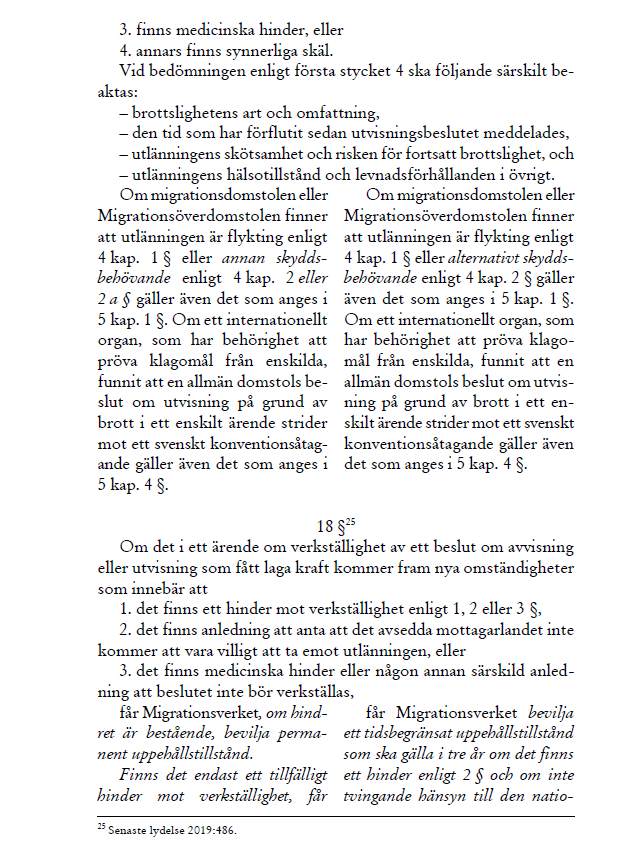 3. finns medicinska hinder, eller
4. annars finns synnerliga skäl.
Vid bedömningen enligt första stycket 4 ska följande särskilt be-
aktas:
– brottslighetens art och omfattning,
– den tid som har förflutit sedan utvisningsbeslutet meddelades,
– utlänningens skötsamhet och risken för fortsatt brottslighet, och
– utlänningens hälsotillstånd och levnadsförhållanden i övrigt.
Om migrationsdomstolen eller
Migrationsöverdomstolen finner
att utlänningen är flykting enligt
4 kap. 1 § eller annan skydds-
behövande enligt 4 kap. 2 eller
2 a § gäller även det som anges i
5 kap. 1 §. Om ett internationellt
organ, som har behörighet att
pröva klagomål från enskilda,
funnit att en allmän domstols be-
slut om utvisning på grund av
brott i ett enskilt ärende strider
mot ett svenskt konventionsåtag-
ande gäller även det som anges i
5 kap. 4 §.
Om migrationsdomstolen eller
Migrationsöverdomstolen finner
att utlänningen är flykting enligt
4 kap. 1 § eller alternativt skydds-
behövande enligt 4 kap. 2 § gäller
även det som anges i 5 kap. 1 §.
Om ett internationellt organ, som
har behörighet att pröva klago-
mål från enskilda, funnit att en
allmän domstols beslut om utvis-
ning på grund av brott i ett en-
skilt ärende strider mot ett svenskt
konventionsåtagande gäller även
det som anges i 5 kap. 4 §.
18 §25
Om det i ett ärende om verkställighet av ett beslut om avvisning
eller utvisning som fått laga kraft kommer fram nya omständigheter
som innebär att
1. det finns ett hinder mot verkställighet enligt 1, 2 eller 3 §,
2. det finns anledning att anta att det avsedda mottagarlandet inte
kommer att vara villigt att ta emot utlänningen, eller
3. det finns medicinska hinder eller någon annan särskild anled-
ning att beslutet inte bör verkställas,
får Migrationsverket, om hind-
ret är bestående, bevilja perma-
nent uppehållstillstånd.
Finns det endast ett tillfälligt
hinder mot verkställighet, får
får Migrationsverket bevilja
ett tidsbegränsat uppehållstillstånd
som ska gälla i tre år om det finns
ett hinder enligt 2 § och om inte
tvingande hänsyn till den natio-
25 Senaste lydelse 2019:486.